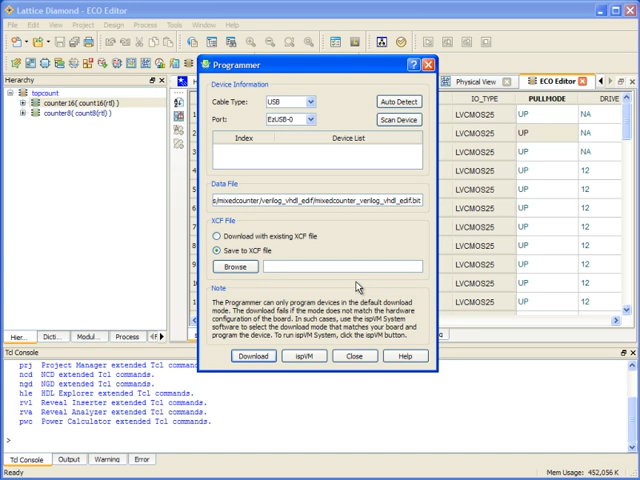 Lattice Diamond - ECO Editor
File Edit View Project Design Process Tools Window Help
Hierarchy
topcount
counter16( count16(rtl) )
counter8( count8(rtl) )
Hier... Dict... Modul... Process
Programmer
Device Information
Cable Type: USB Auto Detect
Port: EzUSB-0 Scan Device
Index Device List
Data File
s/mixedcounter/verilog_vhdl_edif/mixedcounter_verilog_vhdl_edif.bit
XCF File
Download with existing XCF file
Save to XCF file
Browse
Note
The Programmer can only program devices in the default download
mode. The download fails if the mode does not match the hardware
configuration of the board. In such cases, use the ispVM System
software to select the download mode that matches your board and
program the device. To run ispVM System, click the ispVM button.
Download ispVM Close Help
Physical View ECO Editor
IO_TYPE PULLMODE DRIVE
LVCMOS25 UP NA
LVCMOS25 UP NA
LVCMOS25 UP NA
LVCMOS25 UP 12
LVCMOS25 UP 12
LVCMOS25 UP 12
LVCMOS25 UP 12
LVCMOS25 UP 12
LVCMOS25 UP 12
LVCMOS25 UP 12
LVCMOS25 UP 12
Tcl Console
prj Project Manager extended Tcl commands
ncd NCD extended Tcl commands.
ngd NGD extended Tcl commands.
hle HDL Explorer extended Tcl commands.
rvl Reveal Inserter extended Tcl commands.
rva Reveal Analyzer extended Tcl commands.
pwc Power Calculator extended Tcl commands.
>
Tcl Console Output Warning Error
Ready Mem Usage: 452,056 K